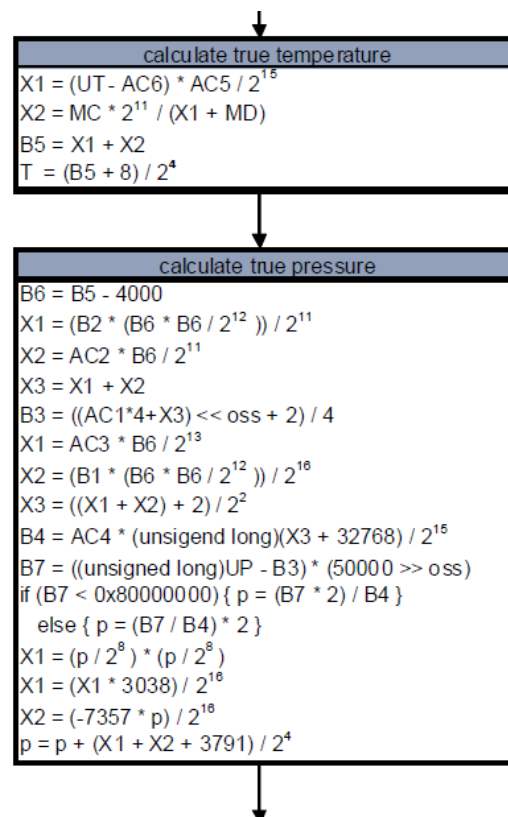 calculate true temperature
X1 = (UT - AC6) * AC5 / 2^15
X2 = MC * 2^11 / (X1 + MD)
B5 = X1 + X2
T = (B5 + 8) / 2^4
calculate true pressure
B6 = B5 - 4000
X1 = (B2 * (B6 * B6 / 2^12 )) / 2^11
X2 = AC2 * B6 / 2^11
X3 = X1 + X2
B3 = ((AC1*4+X3) << oss + 2) / 4
X1 = AC3 * B6 / 2^13
X2 = (B1 * (B6 * B6 / 2^12 )) / 2^16
X3 = ((X1 + X2) + 2) / 2^2
B4 = AC4 * (unsigend long)(X3 + 32768) / 2^15
B7 = ((unsigned long)UP - B3) * (50000 >> oss)
if (B7 < 0x80000000) { p = (B7 * 2) / B4 }
else { p = (B7 / B4) * 2 }
X1 = (p / 2^8 ) * (p / 2^8 )
X1 = (X1 * 3038) / 2^16
X2 = (-7357 * p) / 2^16
p = p + (X1 + X2 + 3791) / 2^4